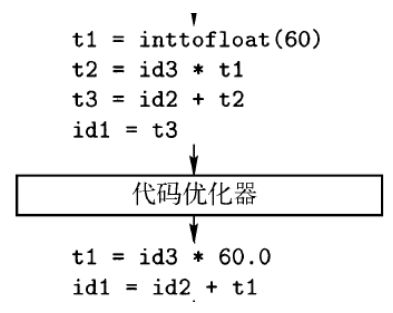 t1 = inttofloat(60)
t2 = id3 * t1
t3 = id2 + t2
id1 = t3
代码优化器
t1 = id3 * 60.0
id1 = id2 + t1